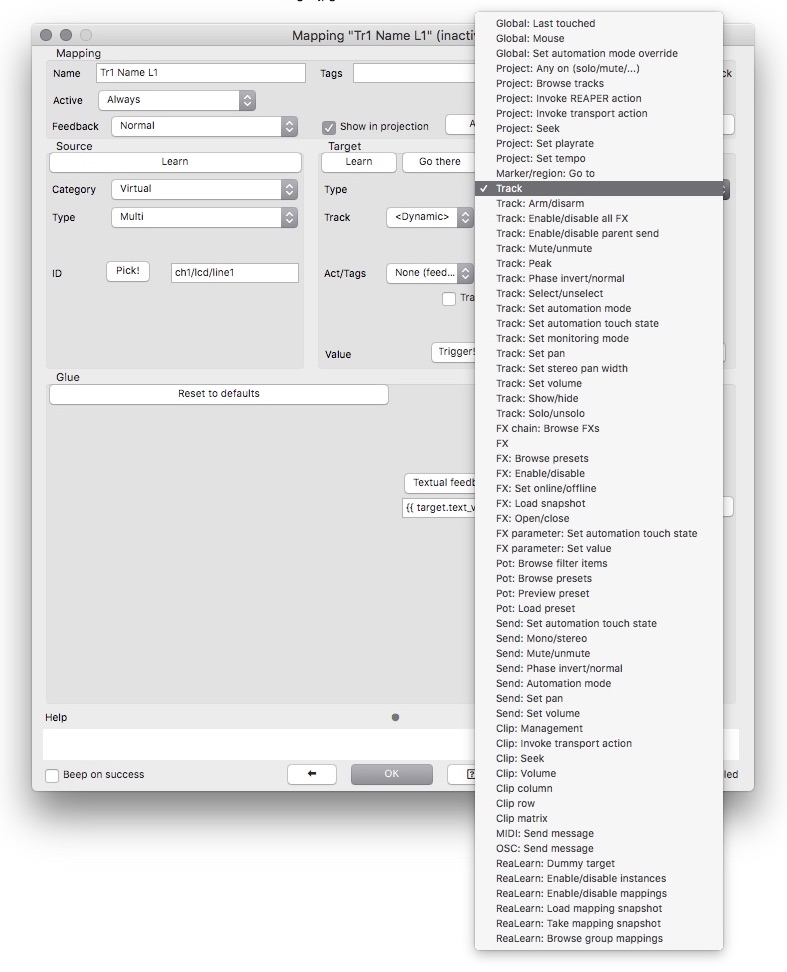 Mapping "Tr1 Name L1" (inacti
Mapping
Name
Tr1 Name L1
Tags
ck
Active
Always
Feedback
Normal
Show in projection
A
Source
Learn
Category
Virtual
Type
Multi
ID
Pick!
ch1/lcd/line1
Target
Learn
Go there
Type
Track
<Dynamic>
Act/Tags
None (feed...
Tra
Value
Trigger!
Glue
Reset to defaults
Textual feedb
{{ target.text_v
Help
Beep on success
OK
led
Global: Last touched
Global: Mouse
Global: Set automation mode override
Project: Any on (solo/mute/...)
Project: Browse tracks
Project: Invoke REAPER action
Project: Invoke transport action
Project: Seek
Project: Set playrate
Project: Set tempo
Marker/region: Go to
✓ Track
Track: Arm/disarm
Track: Enable/disable all FX
Track: Enable/disable parent send
Track: Mute/unmute
Track: Peak
Track: Phase invert/normal
Track: Select/unselect
Track: Set automation mode
Track: Set automation touch state
Track: Set monitoring mode
Track: Set pan
Track: Set stereo pan width
Track: Set volume
Track: Show/hide
Track: Solo/unsolo
FX chain: Browse FXs
FX
FX: Browse presets
FX: Enable/disable
FX: Set online/offline
FX: Load snapshot
FX: Open/close
FX parameter: Set automation touch state
FX parameter: Set value
Pot: Browse filter items
Pot: Browse presets
Pot: Preview preset
Pot: Load preset
Send: Set automation touch state
Send: Mono/stereo
Send: Mute/unmute
Send: Phase invert/normal
Send: Automation mode
Send: Set pan
Send: Set volume
Clip: Management
Clip: Invoke transport action
Clip: Seek
Clip: Volume
Clip column
Clip row
Clip matrix
MIDI: Send message
OSC: Send message
ReaLearn: Dummy target
ReaLearn: Enable/disable instances
ReaLearn: Enable/disable mappings
ReaLearn: Load mapping snapshot
ReaLearn: Take mapping snapshot
ReaLearn: Browse group mappings